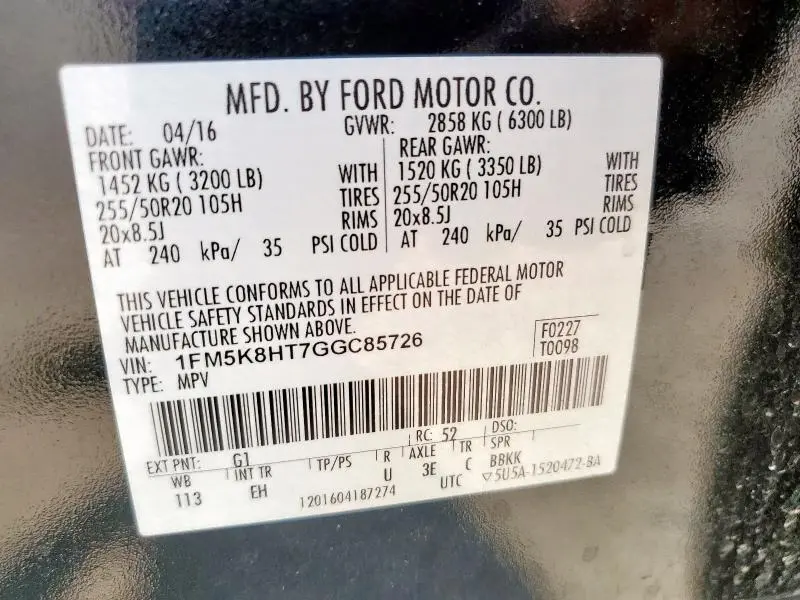 MFD. BY FORD MOTOR CO.
DATE: 04/16 GVWR: 2858 KG ( 6300 LB)
FRONT GAWR: REAR GAWR:
1452 KG ( 3200 LB) WITH 1520 KG ( 3350 LB) WITH
255/50R20 105H TIRES 255/50R20 105H TIRES
20x8.5J RIMS 20x8.5J RIMS
AT 240 kPa/ 35 PSI COLD AT 240 kPa/ 35 PSI COLD
THIS VEHICLE CONFORMS TO ALL APPLICABLE FEDERAL MOTOR
VEHICLE SAFETY STANDARDS IN EFFECT ON THE DATE OF
MANUFACTURE SHOWN ABOVE.
VIN: 1FM5K8HT7GGC85726 F0227
TYPE: MPV T0098
EXT PNT: G1 RC: 52 DSO:
WB INT TR TP/PS R AXLE TR SPR
113 EH U 3E C BBKK
1201604187274 UTC ▽5U5A-1520472-BA